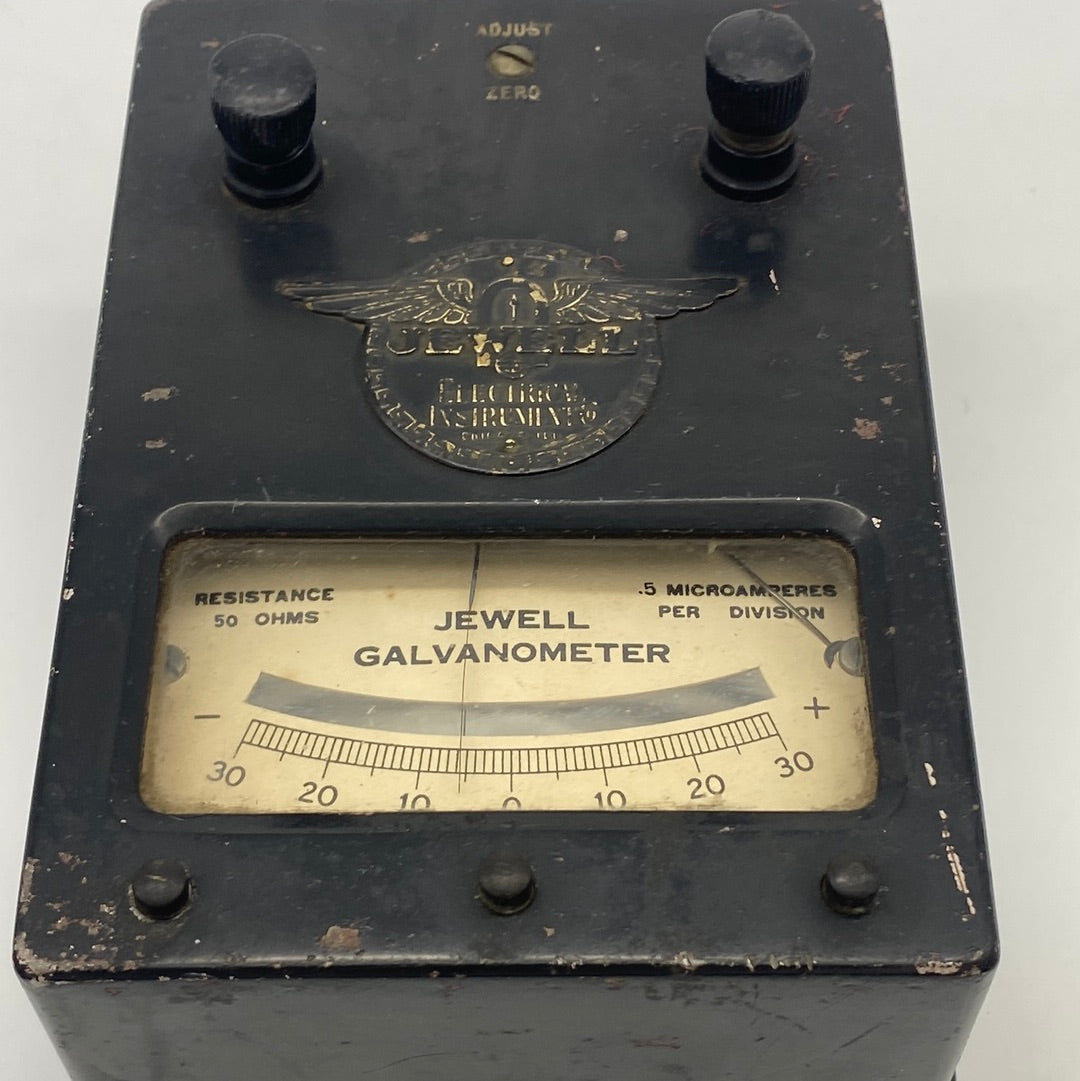 ADJUST
ZERO
JEWELL
ELECTRICAL
INSTRUMENTS
RESISTANCE
50 OHMS
.5 MICROAMPERES
PER DIVISION
JEWELL
GALVANOMETER
− +
30 20 10 0 10 20 30